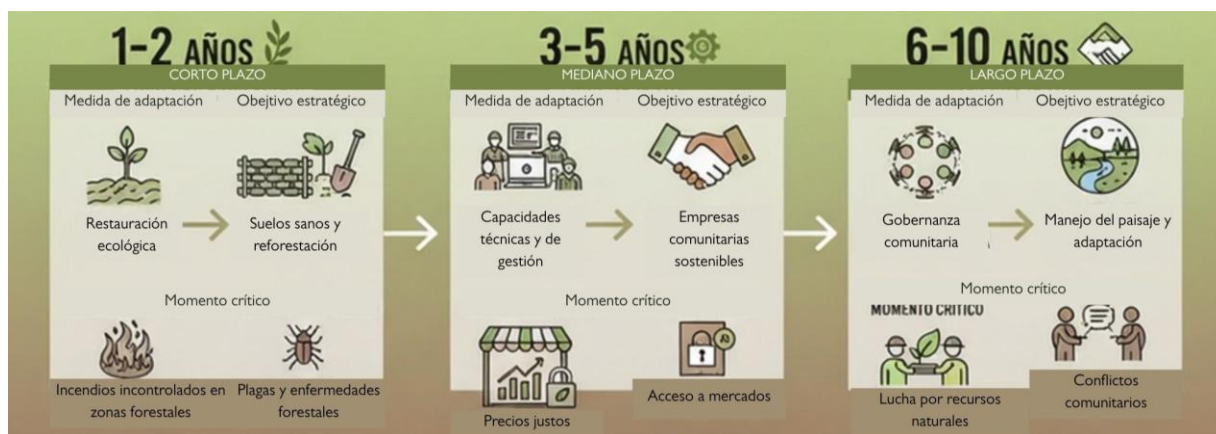 1-2 AÑOS
CORTO PLAZO
Medida de adaptación
Obejtivo estratégico
Restauración
ecológica
Suelos sanos y
reforestación
Momento crítico
Incendios incontrolados en
zonas forestales
Plagas y enfermedades
forestales
3-5 AÑOS
MEDIANO PLAZO
Medida de adaptación
Obejtivo estratégico
Capacidades
técnicas y de
gestión
Empresas
comunitarias
sostenibles
Momento crítico
Precios justos
Acceso a mercados
6-10 AÑOS
LARGO PLAZO
Medida de adaptación
Obejtivo estratégico
Gobernanza
comunitaria
Manejo del paisaje y
adaptación
Momento crítico
MOMENTO CRITICO
Lucha por recursos
naturales
Conflictos
comunitarios